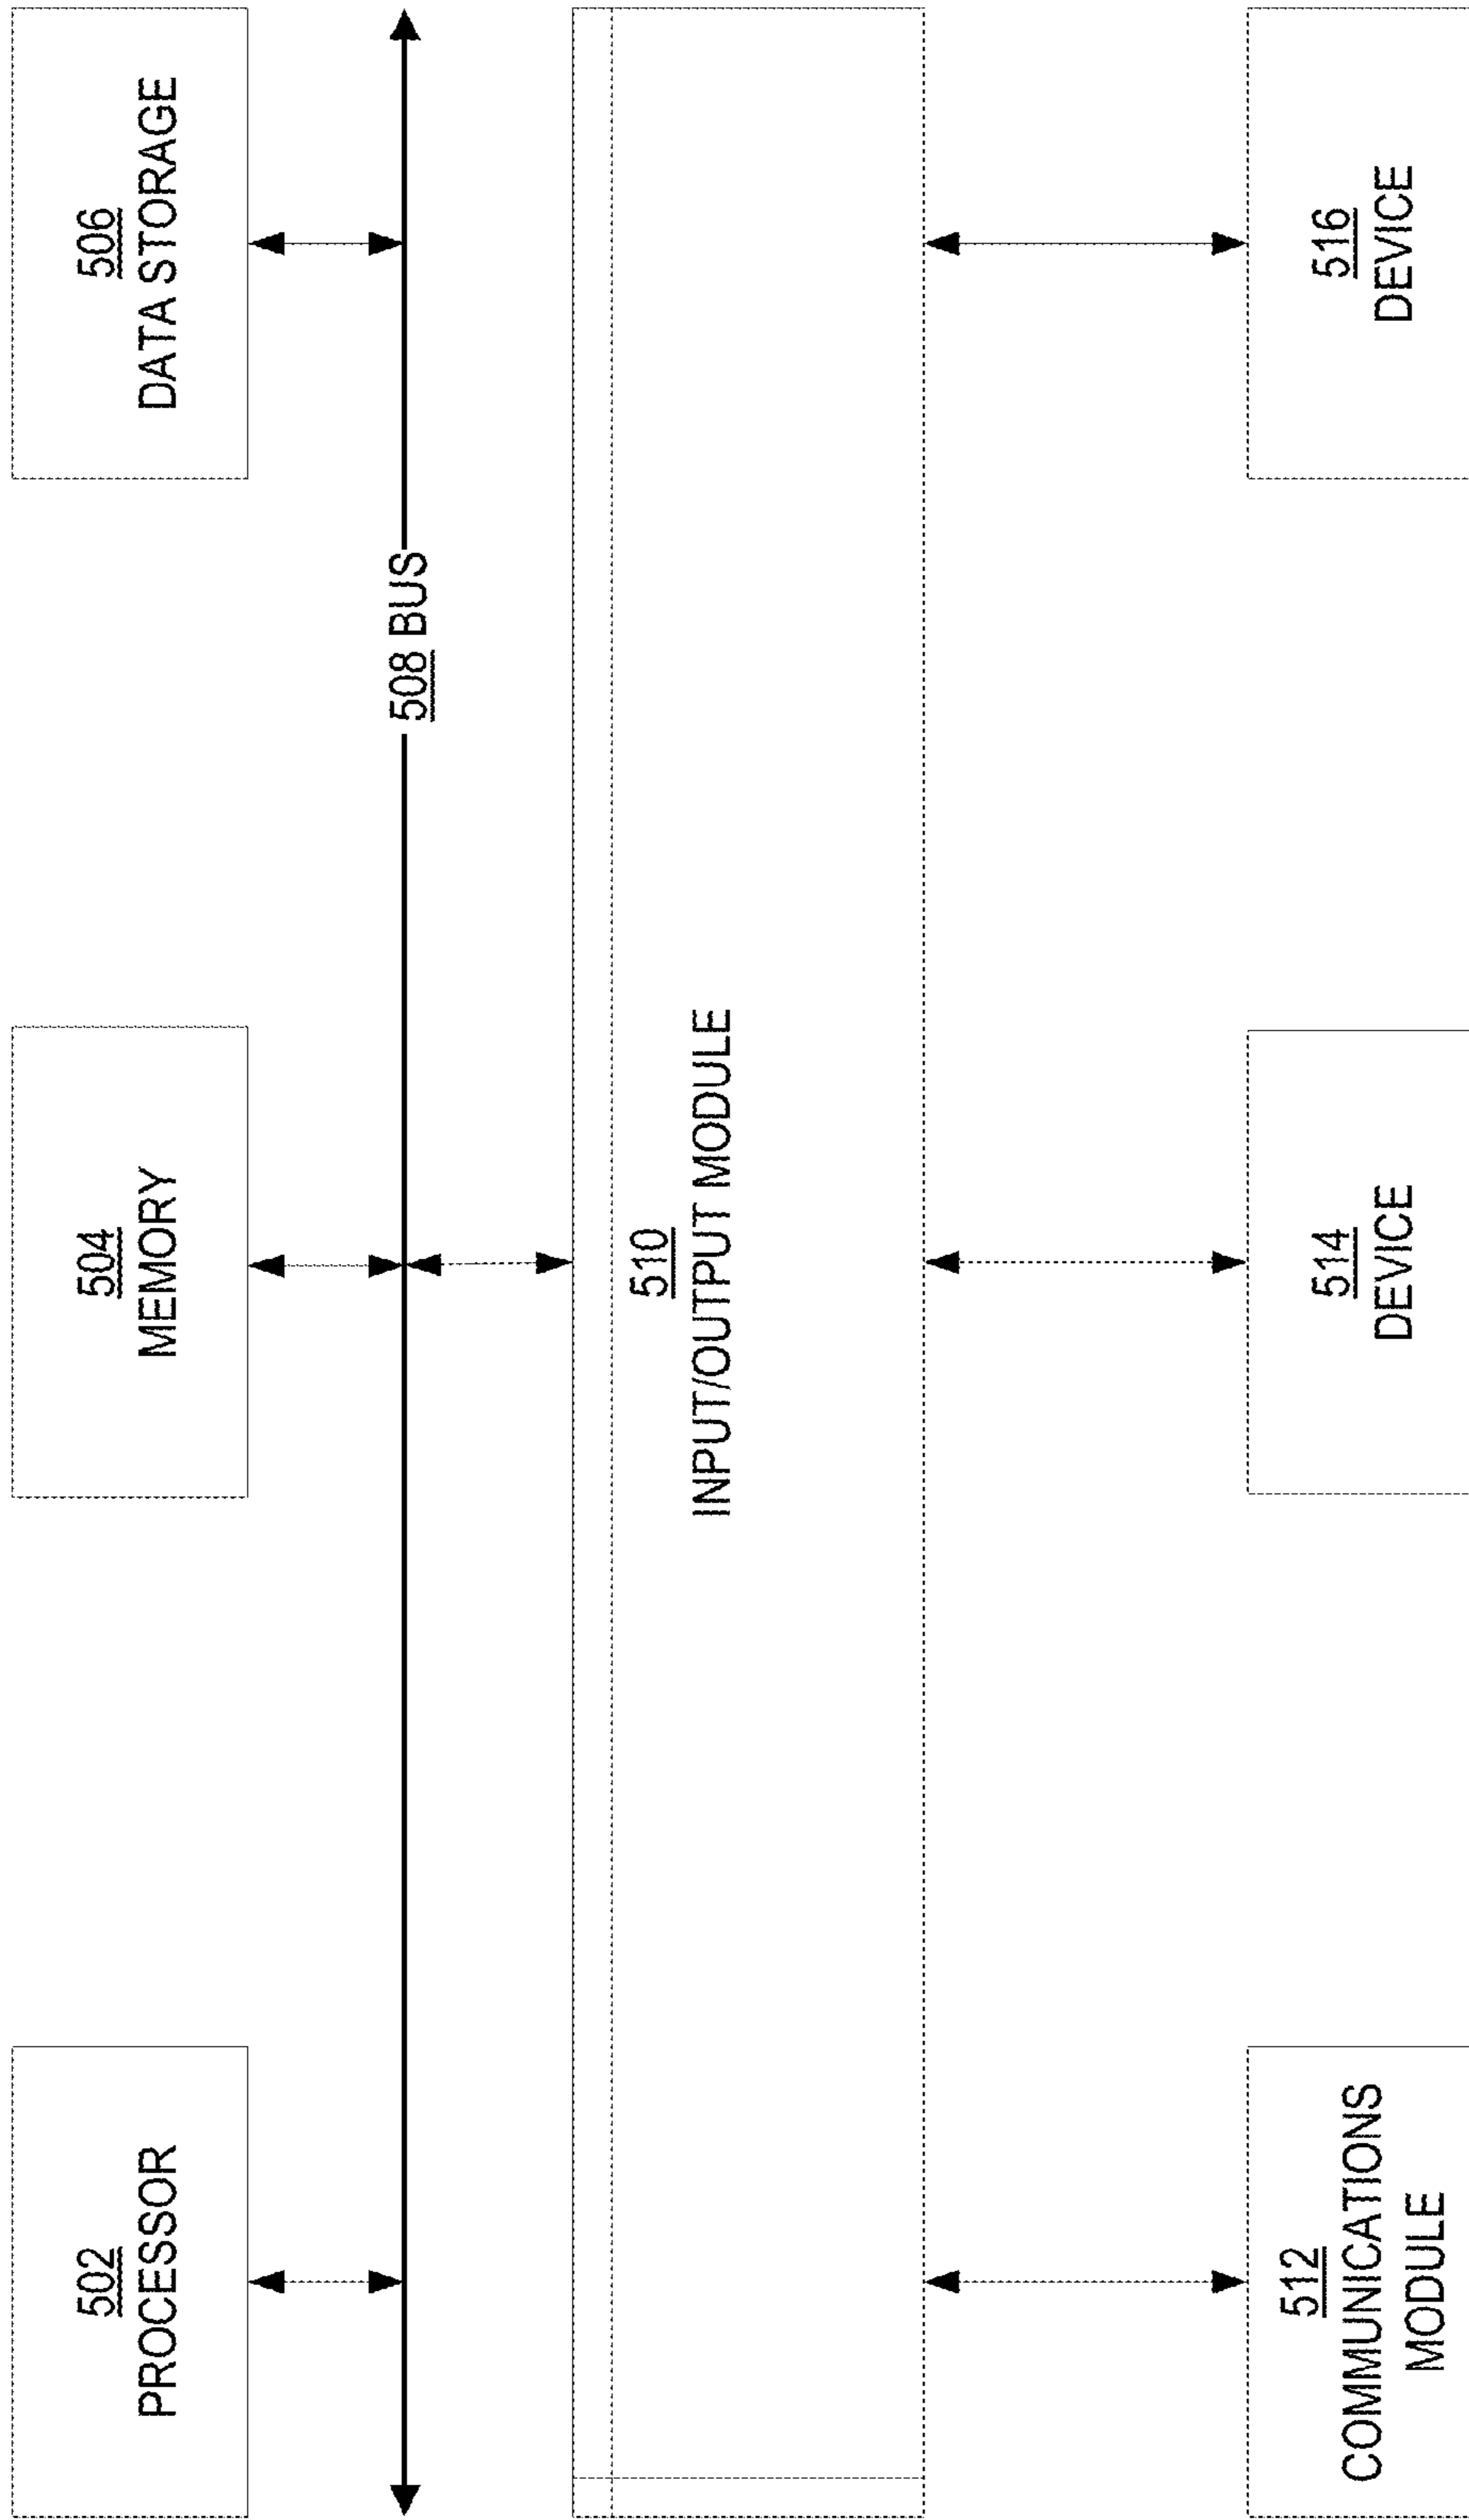 502
PROCESSOR
504
MEMORY
506
DATA STORAGE
508 BUS
510
INPUT/OUTPUT MODULE
512
COMMUNICATIONS
MODULE
514
DEVICE
516
DEVICE